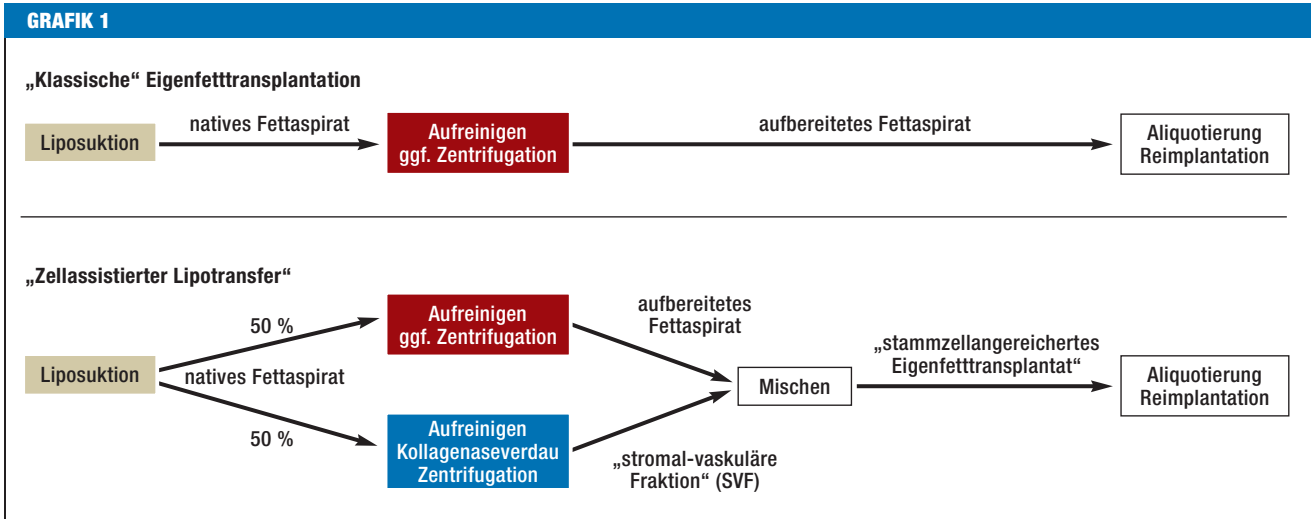 GRAFIK 1
„Klassische“ Eigenfetttransplantation
Liposuktion
natives Fettaspirat
Aufreinigen
ggf. Zentrifugation
aufbereitetes Fettaspirat
Aliquotierung
Reimplantation
„Zellassistierter Lipotransfer“
Liposuktion
50 %
natives Fettaspirat
50 %
Aufreinigen
ggf. Zentrifugation
Aufreinigen
Kollagenaseverdau
Zentrifugation
aufbereitetes
Fettaspirat
„stromal-vaskuläre
Fraktion“ (SVF)
Mischen
„stammzellangereichertes
Eigenfetttransplantat“
Aliquotierung
Reimplantation